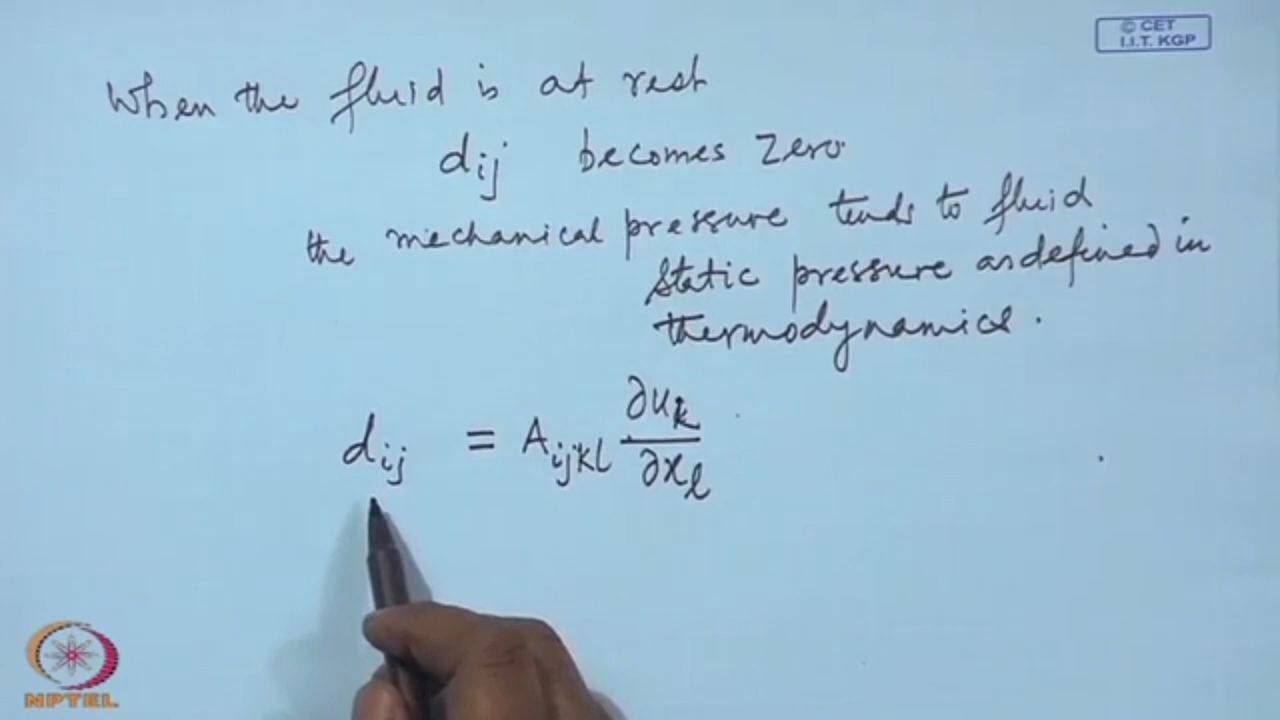 © CET
I.I.T. KGP
When the fluid is at rest
dij becomes zero.
the mechanical pressure tends to fluid
static pressure as defined in
thermodynamics.
dij = Aijkl ∂uk/∂xl
NPTEL